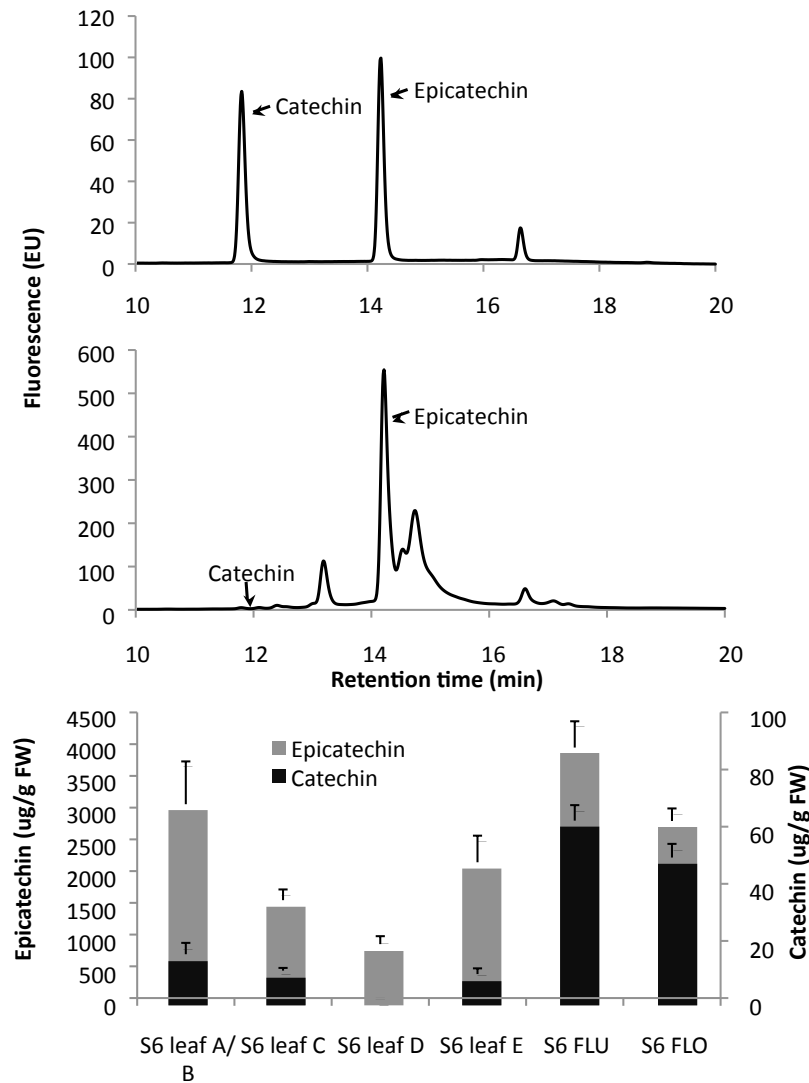 120
100
80
60
40
20
0
Catechin
Epicatechin
10 12 14 16 18 20
Fluorescence (EU)
600
500
400
300
200
100
0
Epicatechin
Catechin
10 12 14 16 18 20
Retention time (min)
4500
4000
3500
3000
2500
2000
1500
1000
500
0
Epicatechin (ug/g FW)
Epicatechin
Catechin
100
80
60
40
20
0
Catechin (ug/g FW)
S6 leaf A/ S6 leaf C S6 leaf D S6 leaf E S6 FLU S6 FLO
B